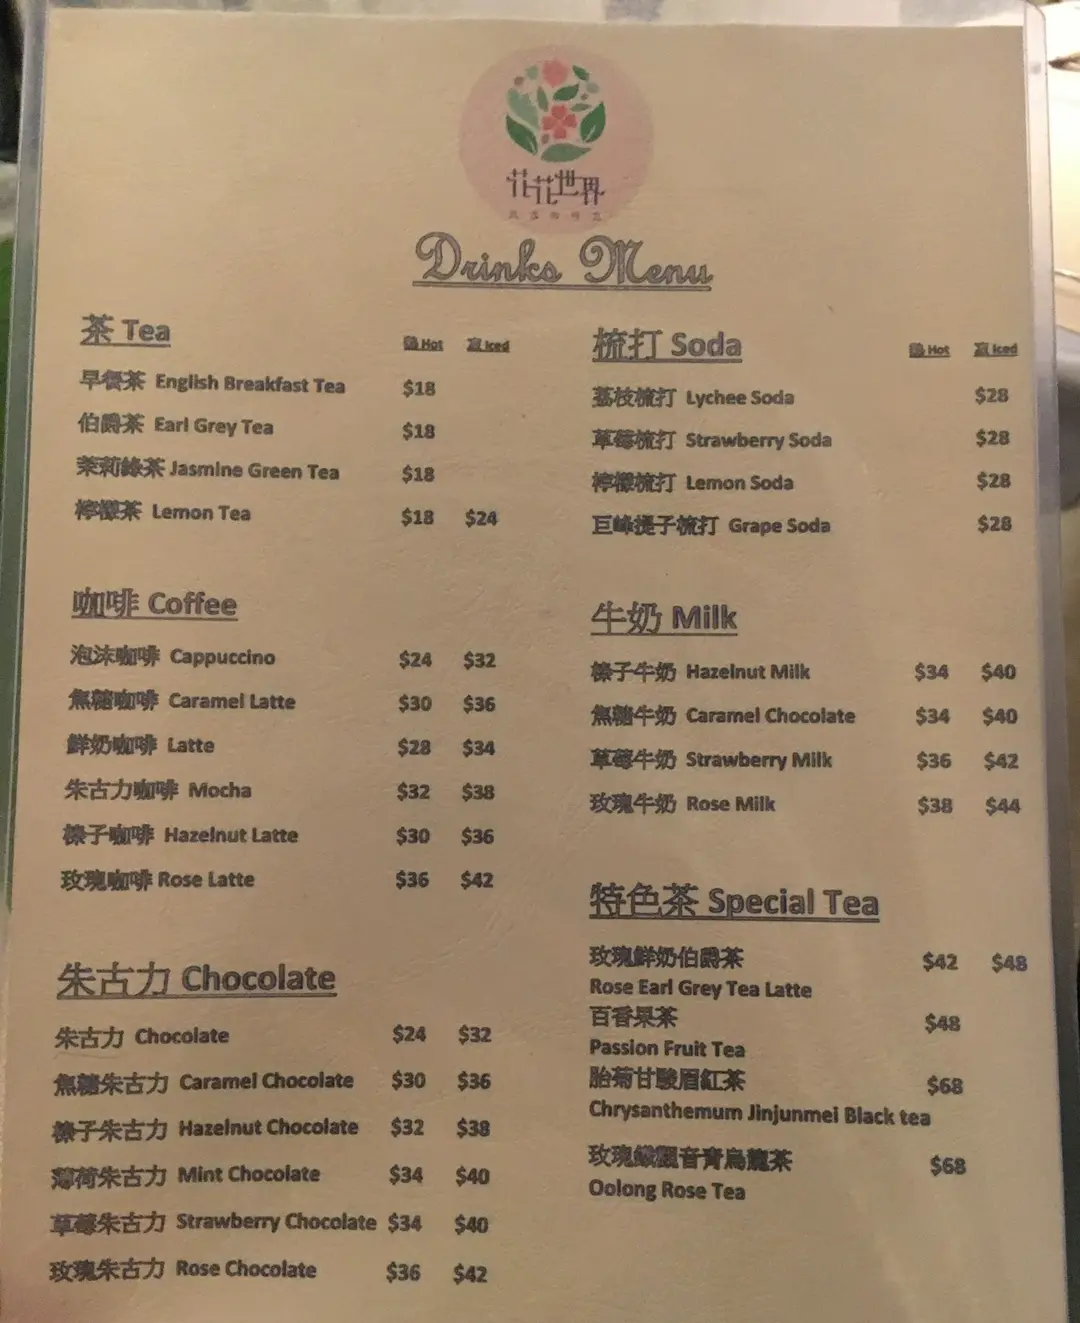 花花世界
Drinks Menu
茶 Tea
熱 Hot 凍 Iced
早餐茶 English Breakfast Tea $18
伯爵茶 Earl Grey Tea $18
茉莉綠茶 Jasmine Green Tea $18
檸檬茶 Lemon Tea $18 $24
咖啡 Coffee
泡沫咖啡 Cappuccino $24 $32
焦糖咖啡 Caramel Latte $30 $36
鮮奶咖啡 Latte $28 $34
朱古力咖啡 Mocha $32 $38
榛子咖啡 Hazelnut Latte $30 $36
玫瑰咖啡 Rose Latte $36 $42
朱古力 Chocolate
朱古力 Chocolate $24 $32
焦糖朱古力 Caramel Chocolate $30 $36
榛子朱古力 Hazelnut Chocolate $32 $38
薄荷朱古力 Mint Chocolate $34 $40
草莓朱古力 Strawberry Chocolate $34 $40
玫瑰朱古力 Rose Chocolate $36 $42
梳打 Soda
熱 Hot 凍 Iced
荔枝梳打 Lychee Soda $28
草莓梳打 Strawberry Soda $28
檸檬梳打 Lemon Soda $28
巨峰提子梳打 Grape Soda $28
牛奶 Milk
榛子牛奶 Hazelnut Milk $34 $40
焦糖牛奶 Caramel Chocolate $34 $40
草莓牛奶 Strawberry Milk $36 $42
玫瑰牛奶 Rose Milk $38 $44
特色茶 Special Tea
玫瑰鮮奶伯爵茶 $42 $48
Rose Earl Grey Tea Latte
百香果茶 $48
Passion Fruit Tea
胎菊甘駿眉紅茶 $68
Chrysanthemum Jinjunmei Black tea
玫瑰鐵觀音青烏龍茶 $68
Oolong Rose Tea